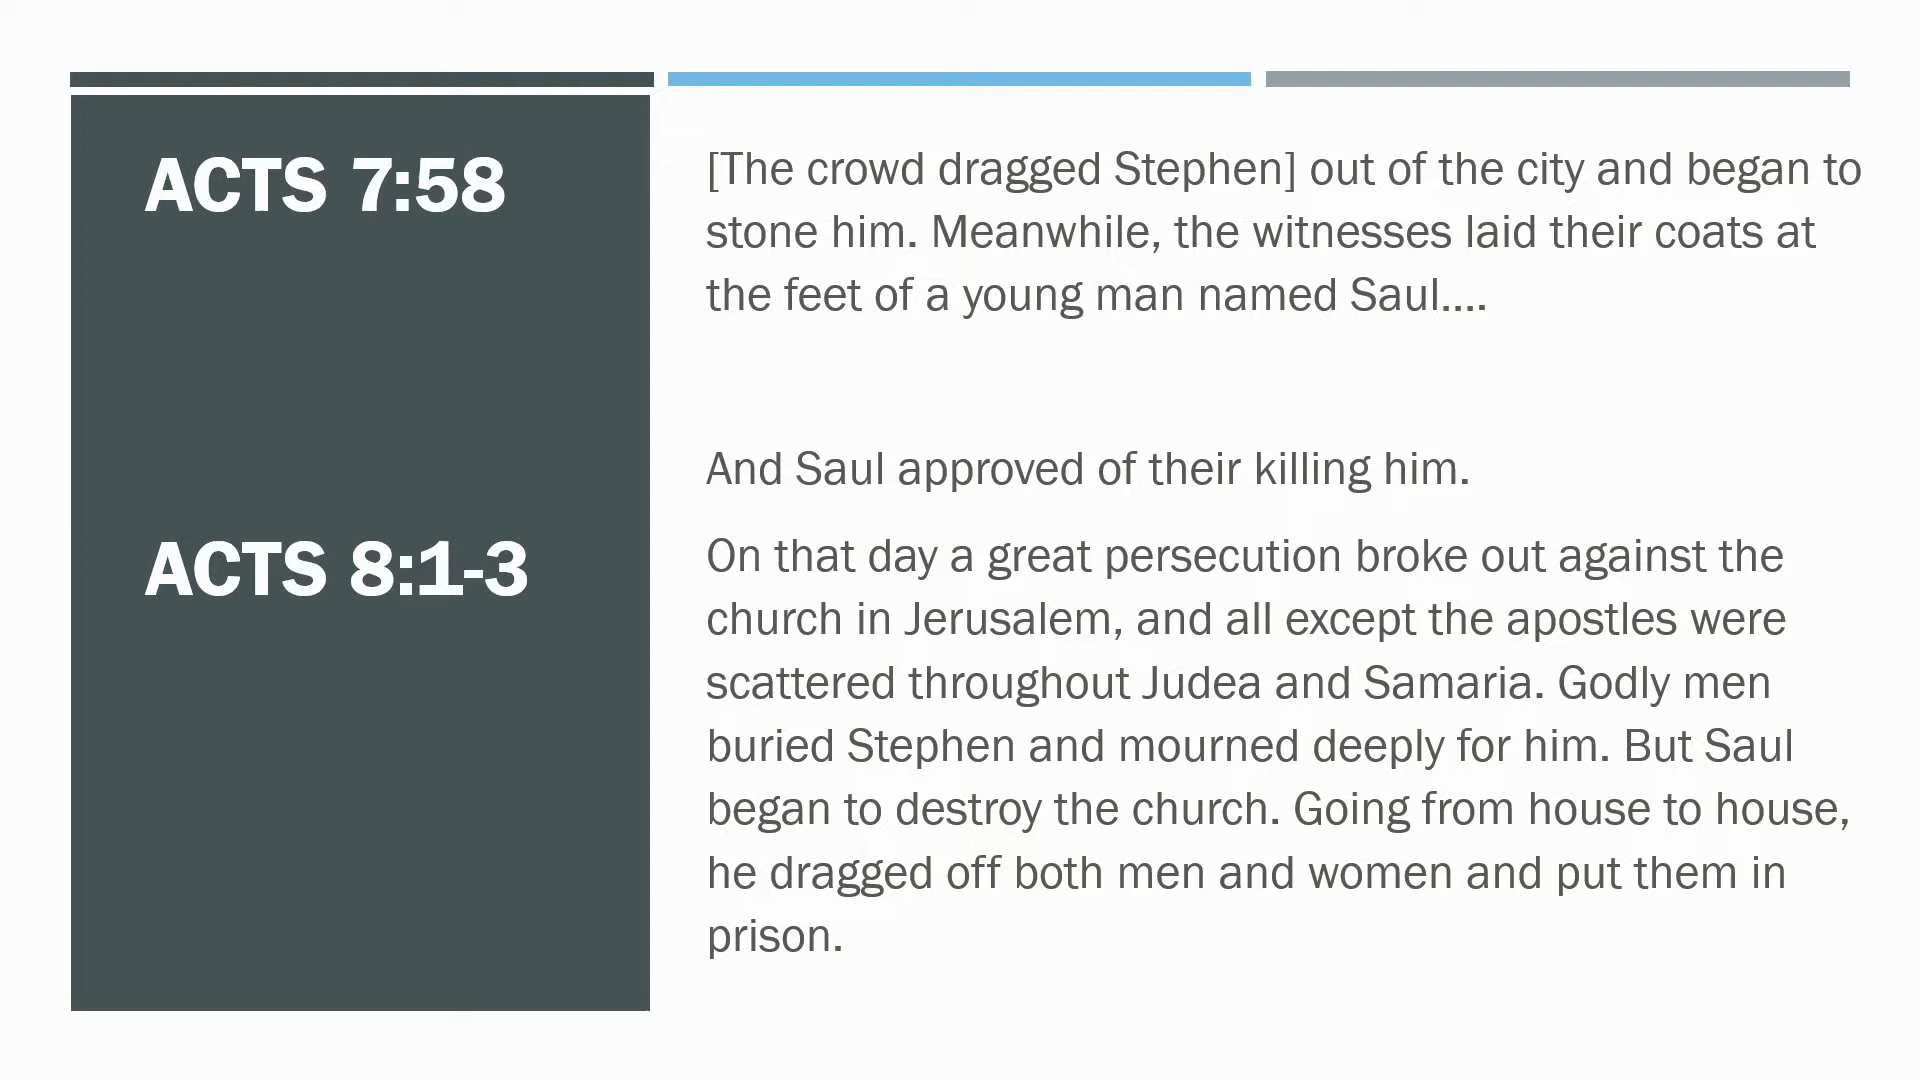 ACTS 7:58
[The crowd dragged Stephen] out of the city and began to
stone him. Meanwhile, the witnesses laid their coats at
the feet of a young man named Saul....
ACTS 8:1-3
And Saul approved of their killing him.
On that day a great persecution broke out against the
church in Jerusalem, and all except the apostles were
scattered throughout Judea and Samaria. Godly men
buried Stephen and mourned deeply for him. But Saul
began to destroy the church. Going from house to house,
he dragged off both men and women and put them in
prison.